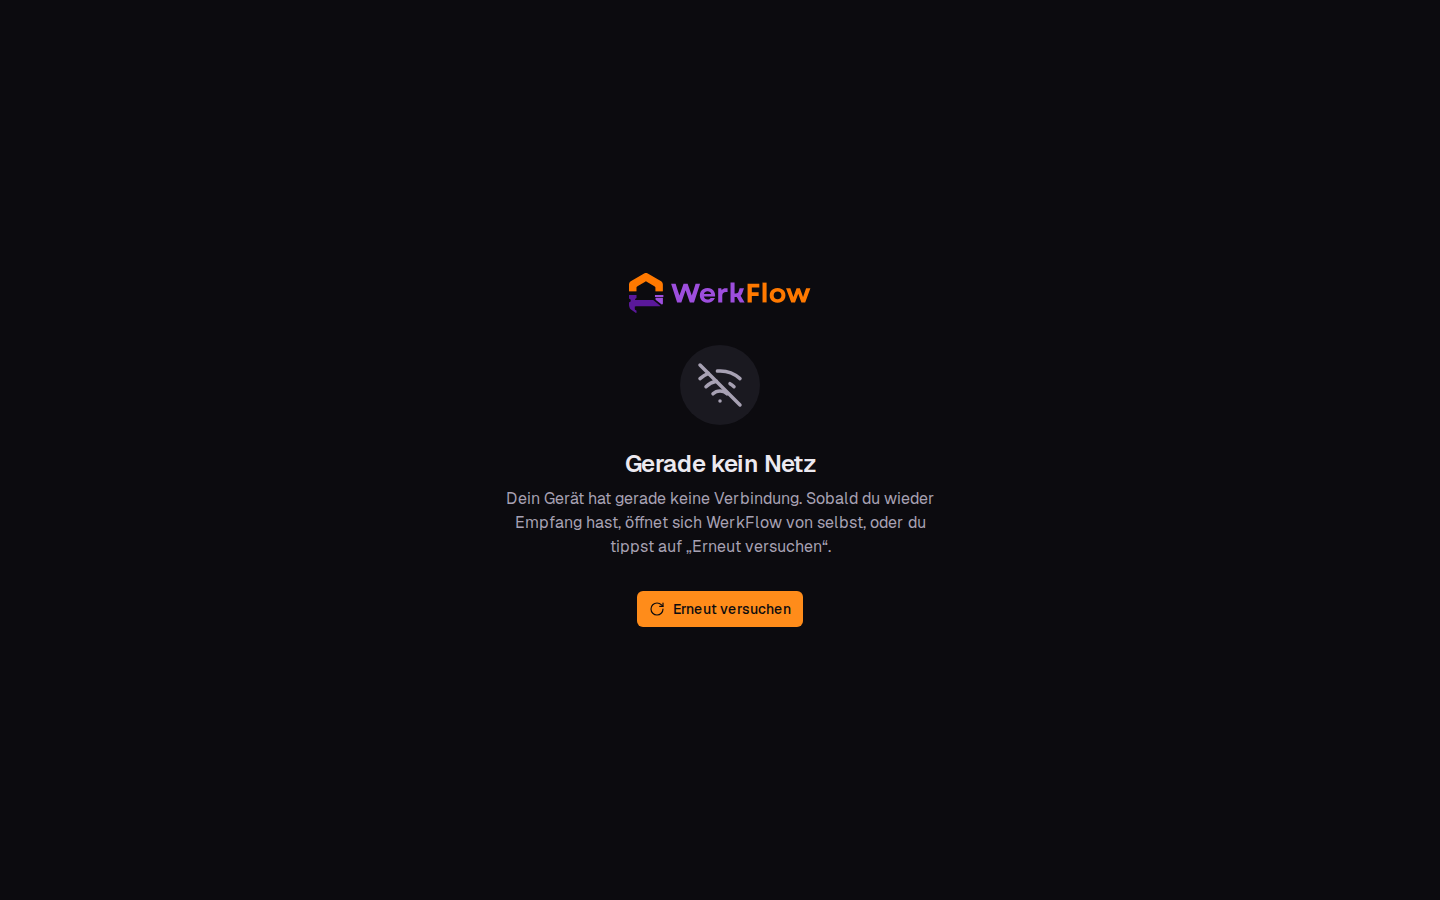 WerkFlow
Gerade kein Netz
Dein Gerät hat gerade keine Verbindung. Sobald du wieder
Empfang hast, öffnet sich WerkFlow von selbst, oder du
tippst auf „Erneut versuchen“.
Erneut versuchen